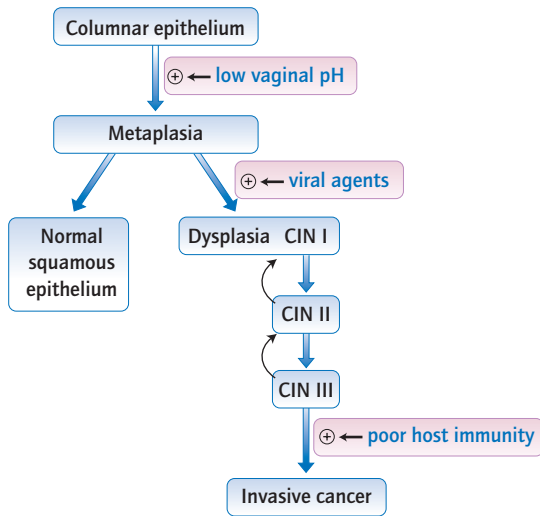 Columnar epithelium
⊕ ← low vaginal pH
Metaplasia
⊕ ← viral agents
Normal
squamous
epithelium
Dysplasia CIN I
CIN II
CIN III
⊕ ← poor host immunity
Invasive cancer